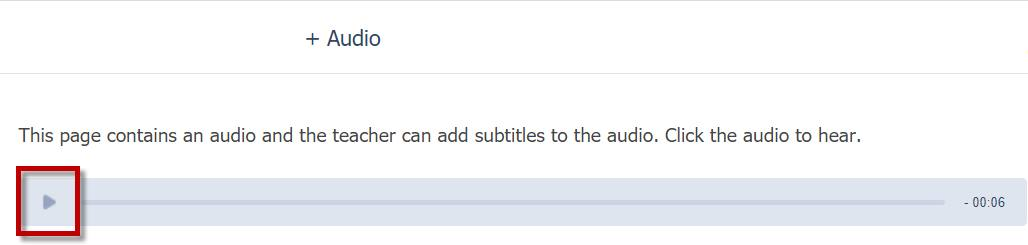 + Audio
This page contains an audio and the teacher can add subtitles to the audio. Click the audio to hear.
- 00:06